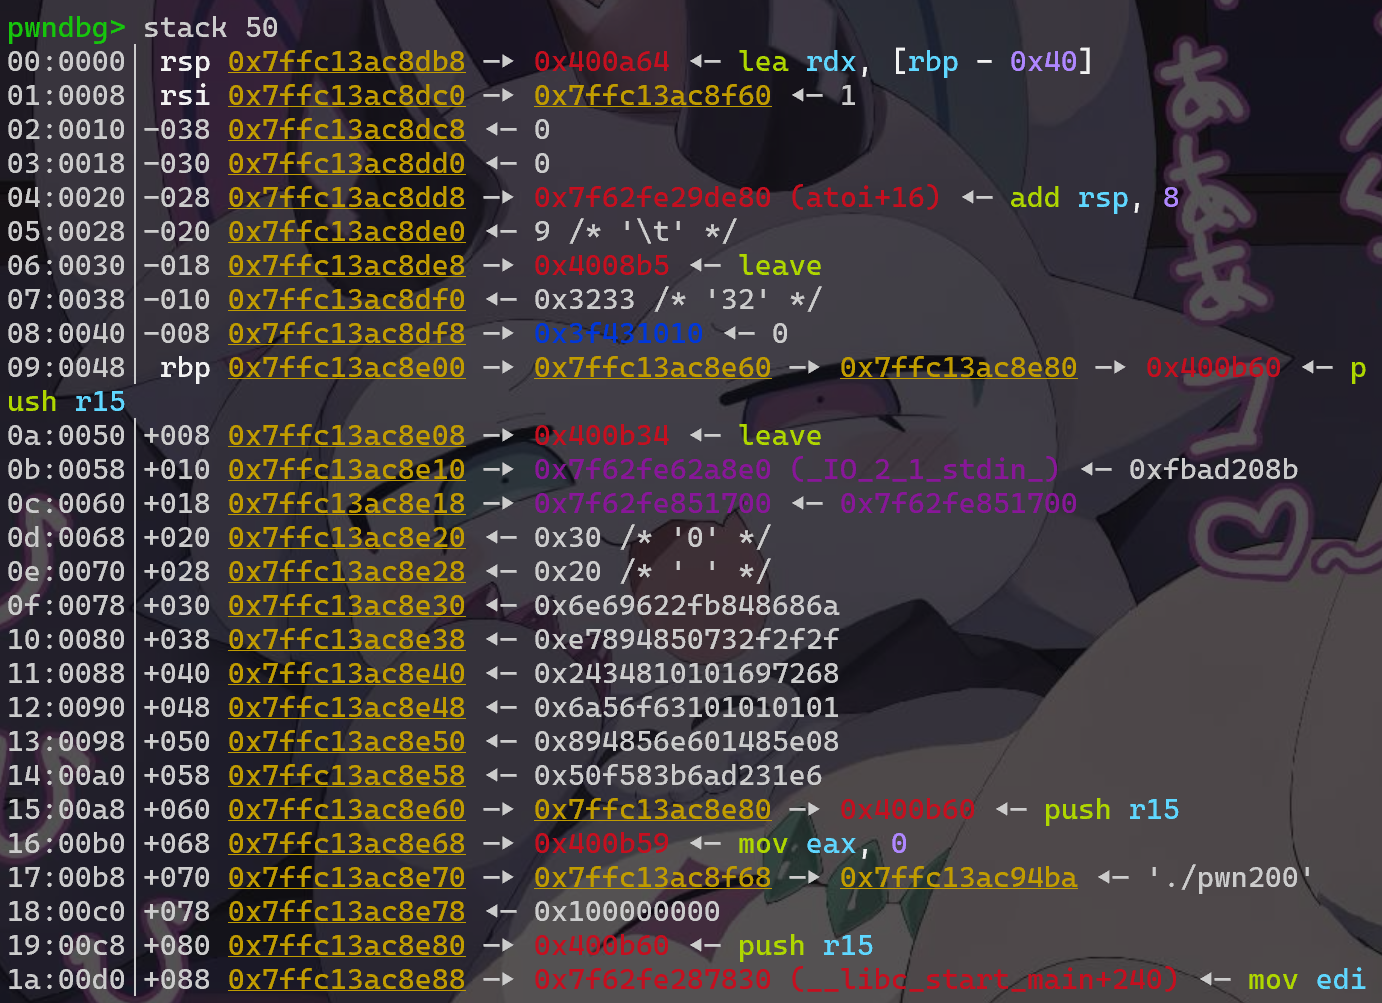 pwndbg> stack 50
00:0000│ rsp 0x7ffc13ac8db8 —▸ 0x400a64 ◂— lea rdx, [rbp - 0x40]
01:0008│ rsi 0x7ffc13ac8dc0 —▸ 0x7ffc13ac8f60 ◂— 1
02:0010│-038 0x7ffc13ac8dc8 ◂— 0
03:0018│-030 0x7ffc13ac8dd0 ◂— 0
04:0020│-028 0x7ffc13ac8dd8 —▸ 0x7f62fe29de80 (atoi+16) ◂— add rsp, 8
05:0028│-020 0x7ffc13ac8de0 ◂— 9 /* '\t' */
06:0030│-018 0x7ffc13ac8de8 —▸ 0x4008b5 ◂— leave
07:0038│-010 0x7ffc13ac8df0 ◂— 0x3233 /* '32' */
08:0040│-008 0x7ffc13ac8df8 —▸ 0x3f431010 ◂— 0
09:0048│ rbp 0x7ffc13ac8e00 —▸ 0x7ffc13ac8e60 —▸ 0x7ffc13ac8e80 —▸ 0x400b60 ◂— p
ush r15
0a:0050│+008 0x7ffc13ac8e08 —▸ 0x400b34 ◂— leave
0b:0058│+010 0x7ffc13ac8e10 —▸ 0x7f62fe62a8e0 (_IO_2_1_stdin_) ◂— 0xfbad208b
0c:0060│+018 0x7ffc13ac8e18 —▸ 0x7f62fe851700 ◂— 0x7f62fe851700
0d:0068│+020 0x7ffc13ac8e20 ◂— 0x30 /* '0' */
0e:0070│+028 0x7ffc13ac8e28 ◂— 0x20 /* ' ' */
0f:0078│+030 0x7ffc13ac8e30 ◂— 0x6e69622fb848686a
10:0080│+038 0x7ffc13ac8e38 ◂— 0xe7894850732f2f2f
11:0088│+040 0x7ffc13ac8e40 ◂— 0x2434810101697268
12:0090│+048 0x7ffc13ac8e48 ◂— 0x6a56f63101010101
13:0098│+050 0x7ffc13ac8e50 ◂— 0x894856e601485e08
14:00a0│+058 0x7ffc13ac8e58 ◂— 0x50f583b6ad231e6
15:00a8│+060 0x7ffc13ac8e60 —▸ 0x7ffc13ac8e80 —▸ 0x400b60 ◂— push r15
16:00b0│+068 0x7ffc13ac8e68 —▸ 0x400b59 ◂— mov eax, 0
17:00b8│+070 0x7ffc13ac8e70 —▸ 0x7ffc13ac8f68 —▸ 0x7ffc13ac94ba ◂— './pwn200'
18:00c0│+078 0x7ffc13ac8e78 ◂— 0x100000000
19:00c8│+080 0x7ffc13ac8e80 —▸ 0x400b60 ◂— push r15
1a:00d0│+088 0x7ffc13ac8e88 —▸ 0x7f62fe287830 (__libc_start_main+240) ◂— mov edi